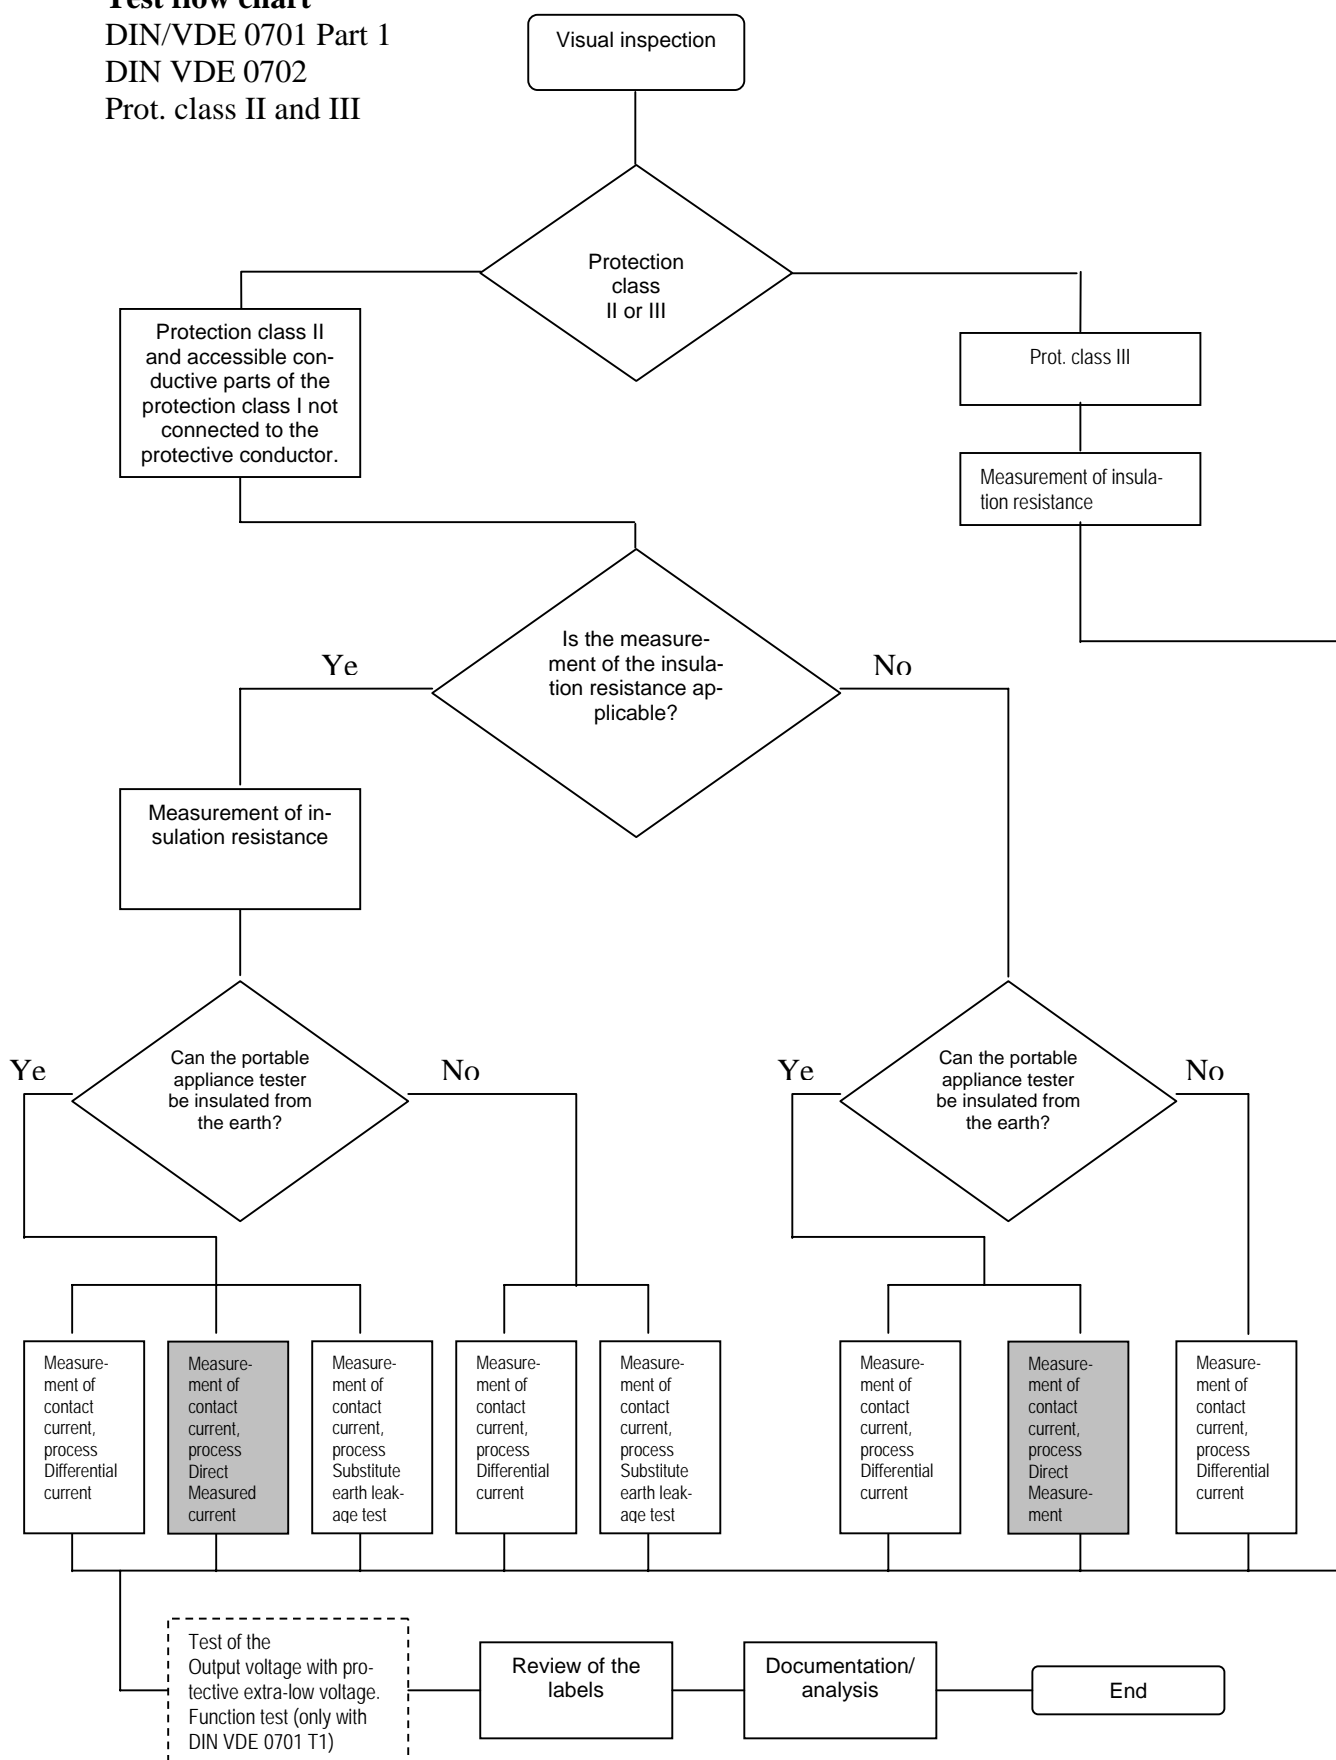 Test flow chart
DIN/VDE 0701 Part 1
DIN VDE 0702
Prot. class II and III
Visual inspection
Protection
class
II or III
Protection class II
and accessible con-
ductive parts of the
protection class I not
connected to the
protective conductor.
Prot. class III
Measurement of insula-
tion resistance
Is the measure-
ment of the insula-
tion resistance ap-
plicable?
Ye
No
Measurement of in-
sulation resistance
Can the portable
appliance tester
be insulated from
the earth?
Ye
No
Can the portable
appliance tester
be insulated from
the earth?
Ye
No
Measure-
ment of
contact
current,
process
Differential
current
Measure-
ment of
contact
current,
process
Direct
Measured
current
Measure-
ment of
contact
current,
process
Substitute
earth leak-
age test
Measure-
ment of
contact
current,
process
Differential
current
Measure-
ment of
contact
current,
process
Substitute
earth leak-
age test
Measure-
ment of
contact
current,
process
Differential
current
Measure-
ment of
contact
current,
process
Direct
Measure-
ment
Measure-
ment of
contact
current,
process
Differential
current
Test of the
Output voltage with pro-
tective extra-low voltage.
Function test (only with
DIN VDE 0701 T1)
Review of the
labels
Documentation/
analysis
End